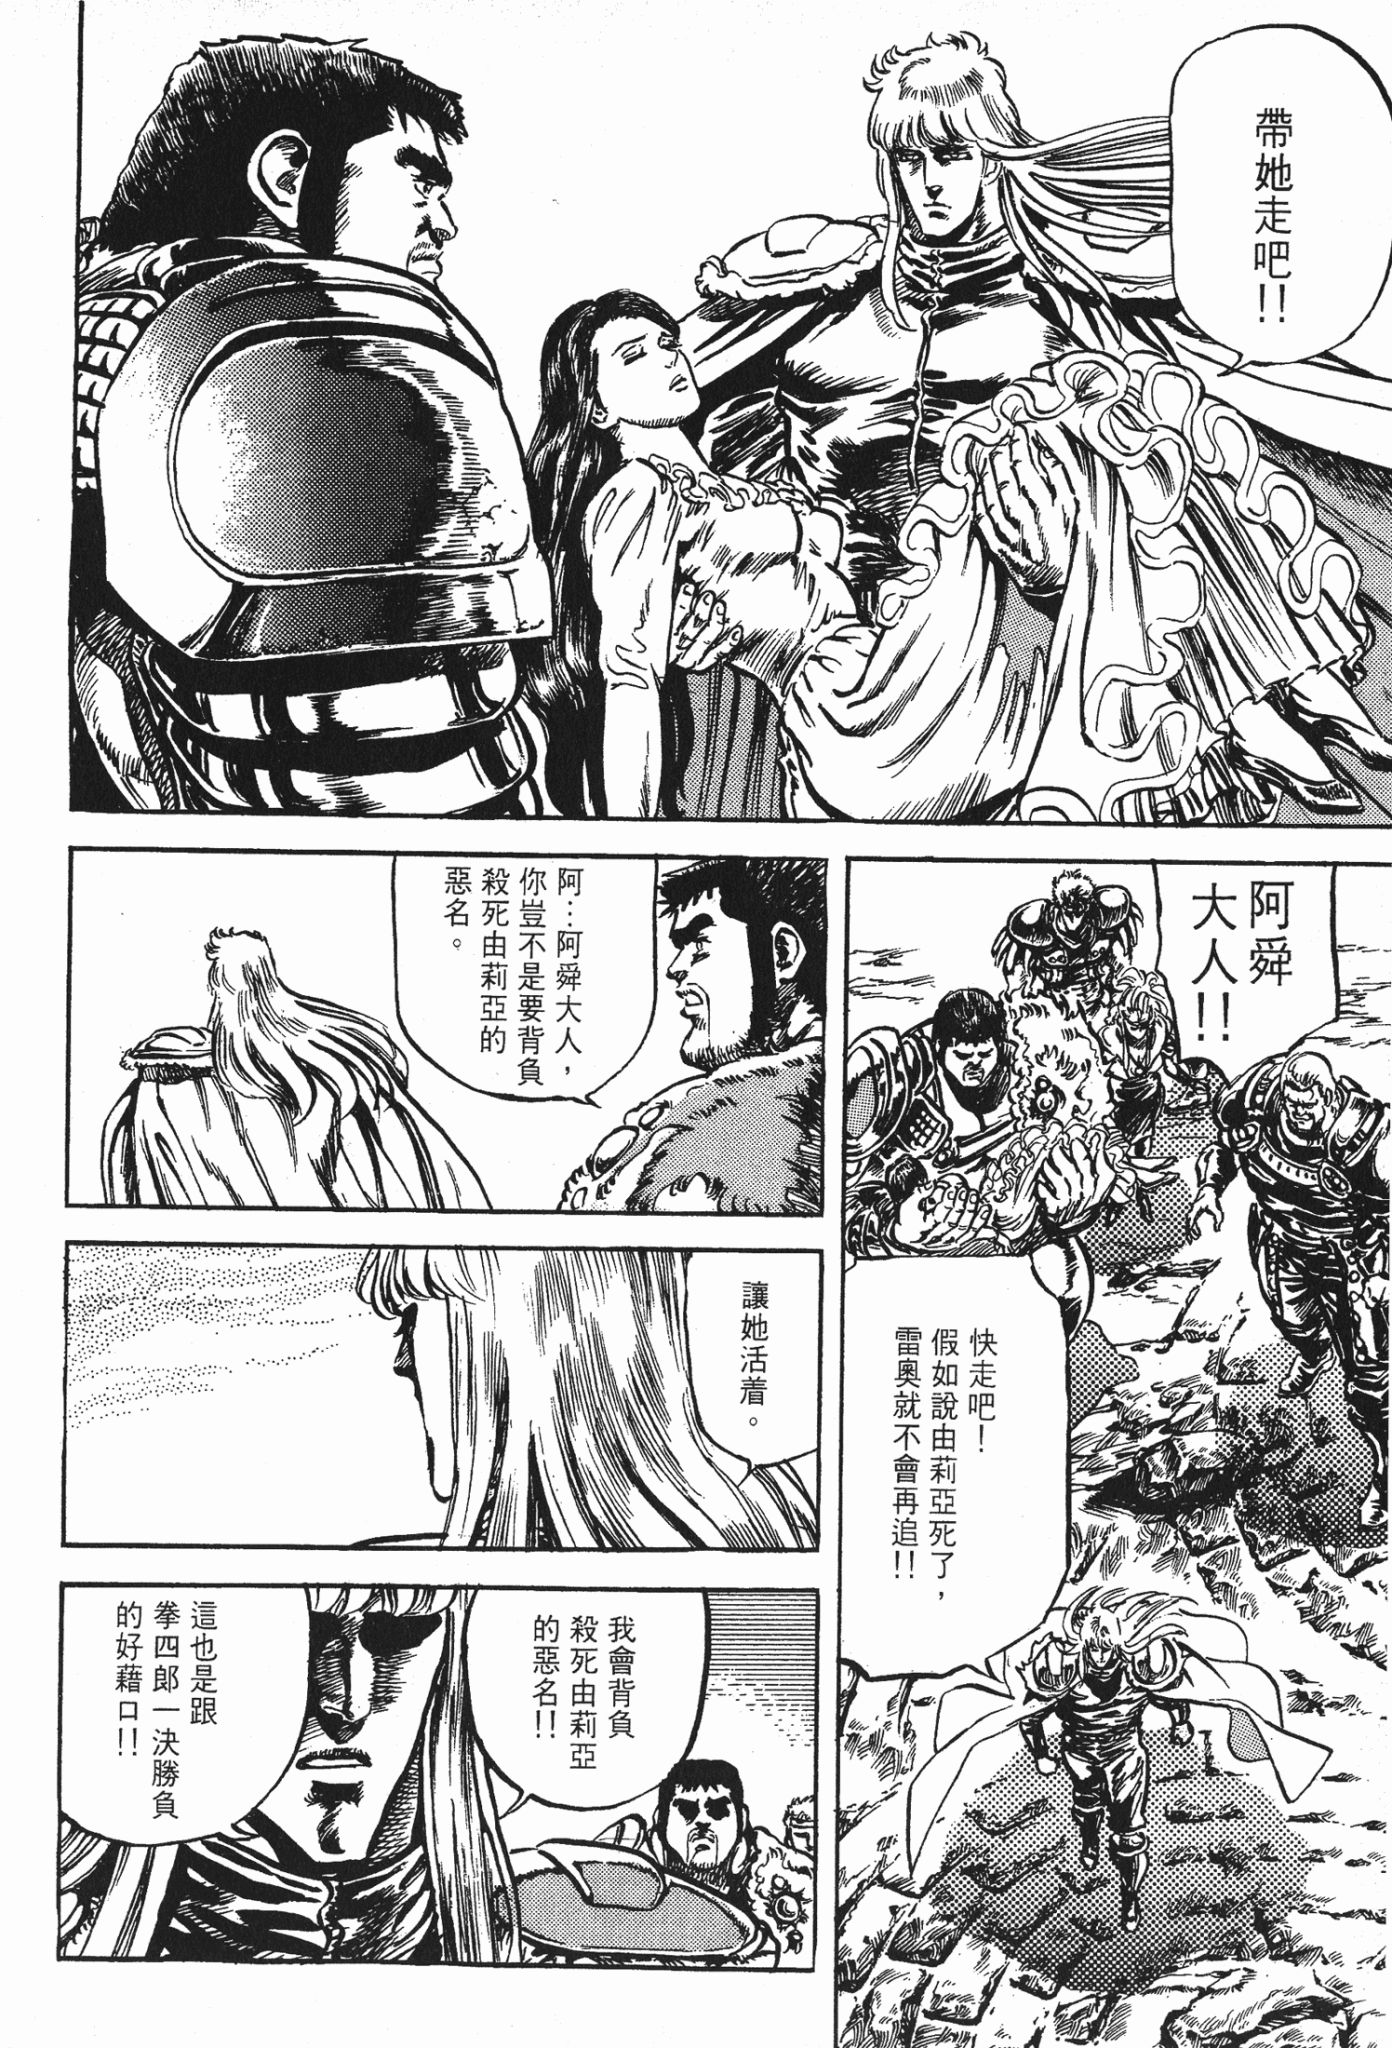 帶她走吧!!
阿舜
大人!!
快走吧！
假如說由莉亞死了，
雷奧就不會再追!!
阿…阿舜大人，
你豈不是要背負
殺死由莉亞的
惡名。
讓她活着。
我會背負
殺死由莉亞
的惡名!!
這也是跟
拳四郎一決勝負
的好藉口!!